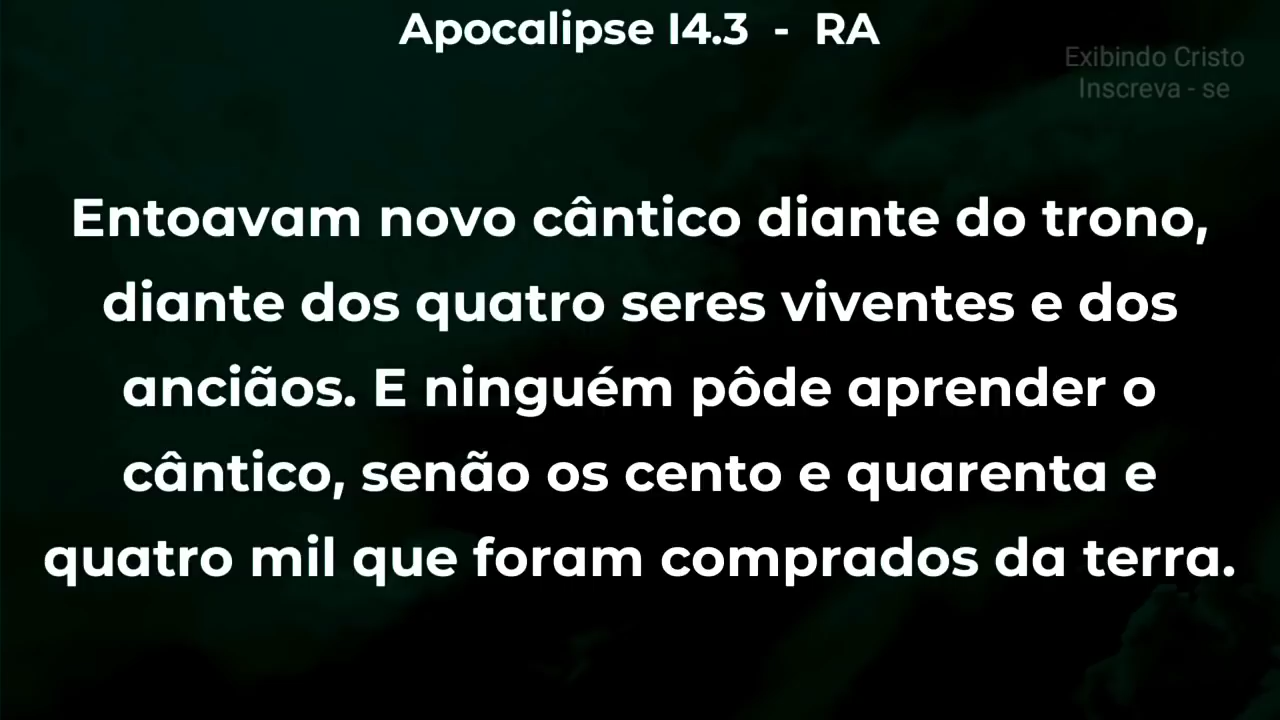 Apocalipse I4.3 - RA
Exibindo Cristo
Inscreva - se
Entoavam novo cântico diante do trono,
diante dos quatro seres viventes e dos
anciãos. E ninguém pôde aprender o
cântico, senão os cento e quarenta e
quatro mil que foram comprados da terra.